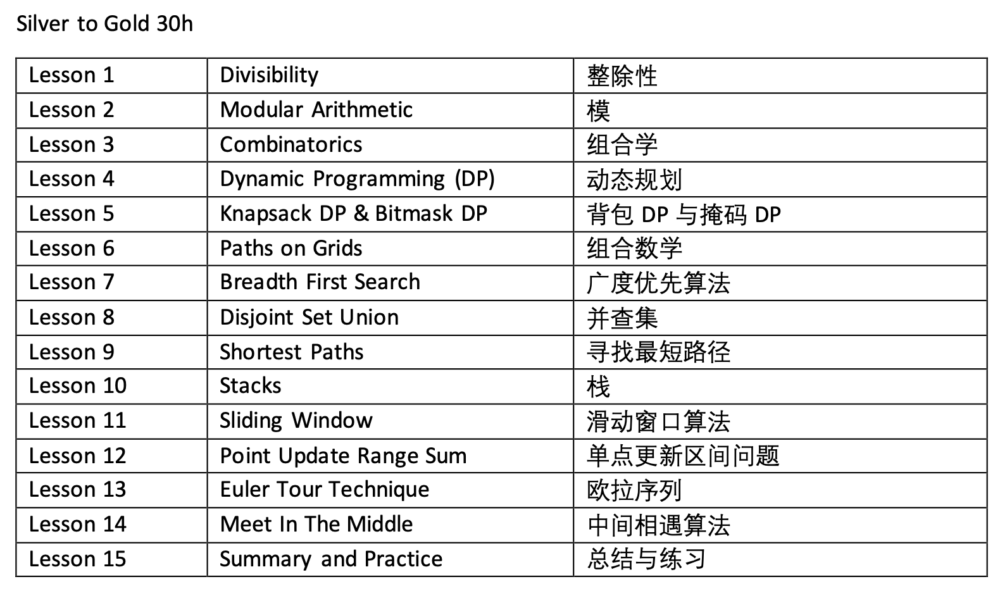 Silver to Gold 30h
Lesson 1 Divisibility 整除性
Lesson 2 Modular Arithmetic 模
Lesson 3 Combinatorics 组合学
Lesson 4 Dynamic Programming (DP) 动态规划
Lesson 5 Knapsack DP & Bitmask DP 背包 DP 与掩码 DP
Lesson 6 Paths on Grids 组合数学
Lesson 7 Breadth First Search 广度优先算法
Lesson 8 Disjoint Set Union 并查集
Lesson 9 Shortest Paths 寻找最短路径
Lesson 10 Stacks 栈
Lesson 11 Sliding Window 滑动窗口算法
Lesson 12 Point Update Range Sum 单点更新区间问题
Lesson 13 Euler Tour Technique 欧拉序列
Lesson 14 Meet In The Middle 中间相遇算法
Lesson 15 Summary and Practice 总结与练习